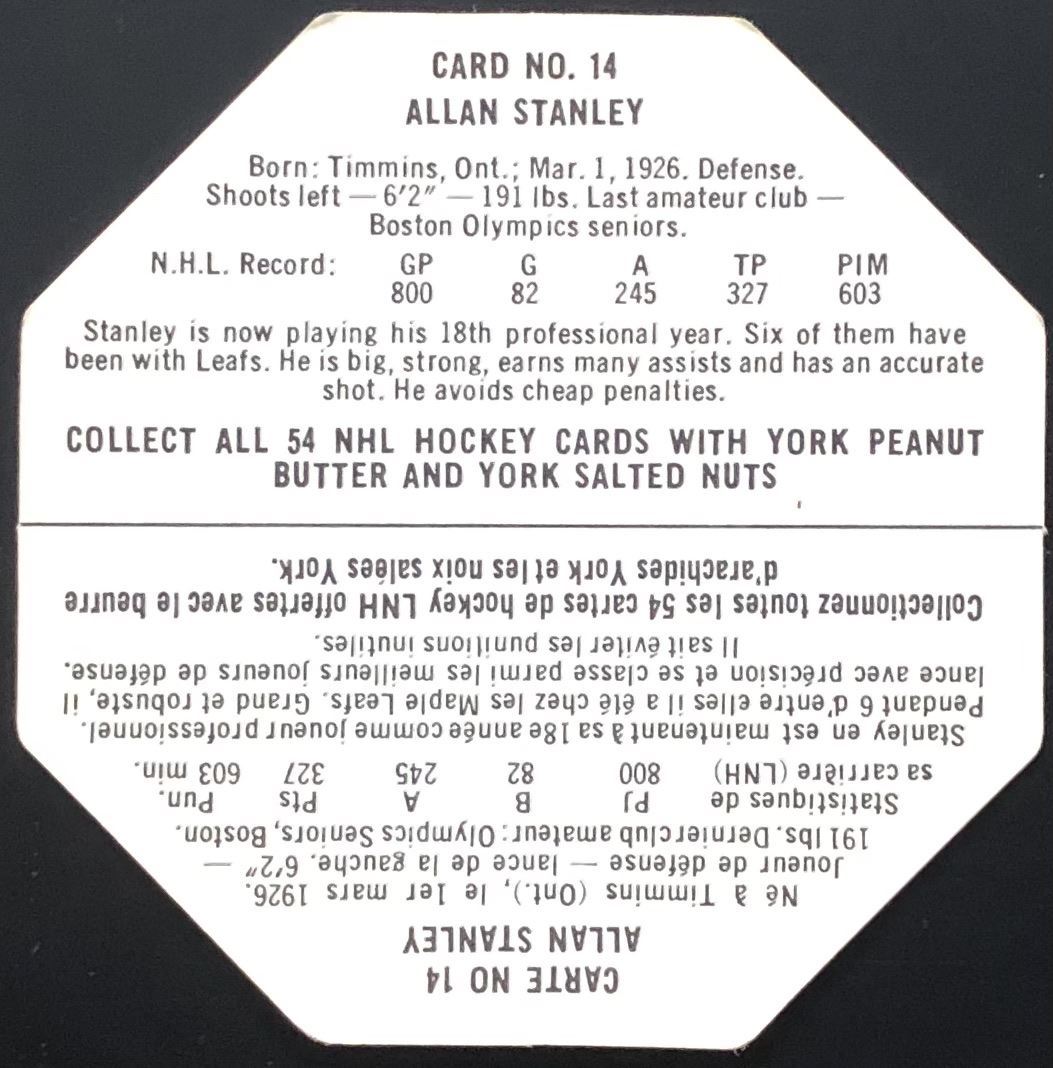 CARD NO. 14
ALLAN STANLEY
Born: Timmins, Ont.; Mar. 1, 1926. Defense.
Shoots left — 6'2" — 191 lbs. Last amateur club —
Boston Olympics seniors.
N.H.L. Record: GP G A TP PIM
800 82 245 327 603
Stanley is now playing his 18th professional year. Six of them have
been with Leafs. He is big, strong, earns many assists and has an accurate
shot. He avoids cheap penalties.
COLLECT ALL 54 NHL HOCKEY CARDS WITH YORK PEANUT
BUTTER AND YORK SALTED NUTS
CARTE NO 14
ALLAN STANLEY
Né à Timmins (Ont.), le 1er mars 1926.
Joueur de défense — lance de la gauche. 6'2" —
191 lbs. Dernier club amateur: Olympics Seniors, Boston.
Statistiques de PJ B A Pts Pun.
sa carrière (LNH) 800 82 245 327 603 min.
Stanley en est maintenant à sa 18e année comme joueur professionnel.
Pendant 6 d'entre elles il a été chez les Maple Leafs. Grand et robuste, il
lance avec précision et se classe parmi les meilleurs joueurs de défense.
Il sait éviter les punitions inutiles.
Collectionnez toutes les 54 cartes de hockey LNH offertes avec le beurre
d'arachides York et les noix salées York.